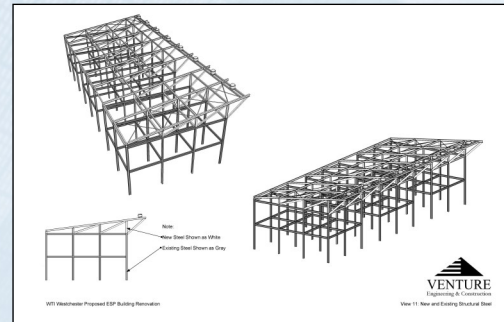 Note:
New Steel Shown as White
Existing Steel Shown as Gray
VENTURE
Engineering & Construction
WTI Westchester Proposed ESP Building Renovation
View 11: New and Existing Structural Steel